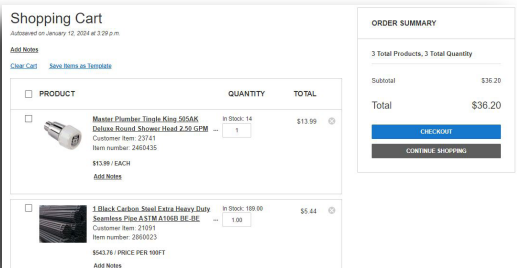 Shopping Cart
Autosaved on January 12, 2024 at 3:29 p.m.
Add Notes
Clear Cart Save Items as Template
PRODUCT QUANTITY TOTAL
Master Plumber Tingle King 505AK
Deluxe Round Shower Head 2.50 GPM ...
Customer Item: 23741
Item number: 2460435
$13.99 / EACH
Add Notes
In Stock: 14
1
$13.99
1 Black Carbon Steel Extra Heavy Duty
Seamless Pipe ASTM A106B BE-BE ...
Customer Item: 21091
Item number: 2860023
$543.76 / PRICE PER 100FT
Add Notes
In Stock: 189.00
1.00
$5.44
ORDER SUMMARY
3 Total Products, 3 Total Quantity
Subtotal $36.20
Total $36.20
CHECKOUT
CONTINUE SHOPPING